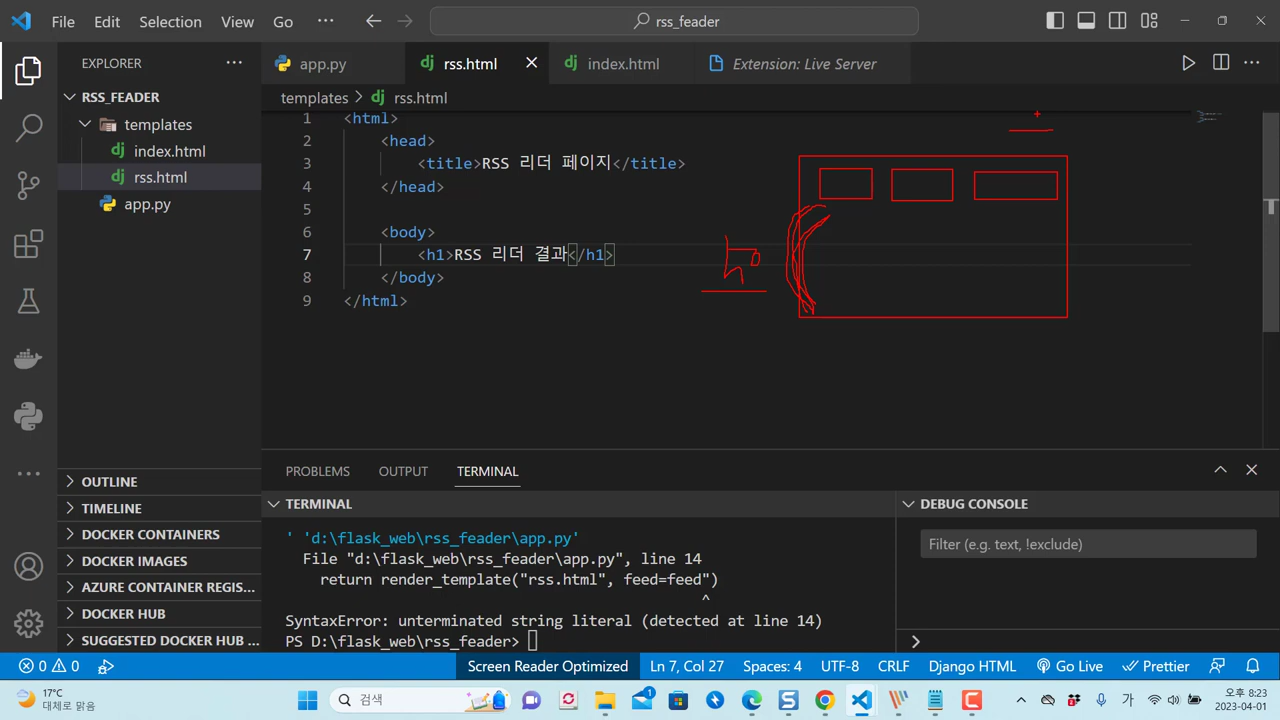 File Edit Selection View Go ··· rss_feader
EXPLORER ···
app.py rss.html index.html Extension: Live Server
RSS_FEADER
templates > rss.html
templates
index.html
rss.html
app.py
1 <html>
2 <head>
3 <title>RSS 리더 페이지</title>
4 </head>
5
6 <body>
7 <h1>RSS 리더 결과</h1>
8 </body>
9 </html>
OUTLINE
TIMELINE
DOCKER CONTAINERS
DOCKER IMAGES
AZURE CONTAINER REGIS...
DOCKER HUB
SUGGESTED DOCKER HUB ...
PROBLEMS OUTPUT TERMINAL
TERMINAL
' 'd:\flask_web\rss_feader\app.py'
File "d:\flask_web\rss_feader\app.py", line 14
return render_template("rss.html", feed=feed")
^
SyntaxError: unterminated string literal (detected at line 14)
PS D:\flask_web\rss_feader>
DEBUG CONSOLE
Filter (e.g. text, !exclude)
0 0 Screen Reader Optimized Ln 7, Col 27 Spaces: 4 UTF-8 CRLF Django HTML Go Live Prettier
17°C
대체로 맑음
검색
1
가
오후 8:23
2023-04-01